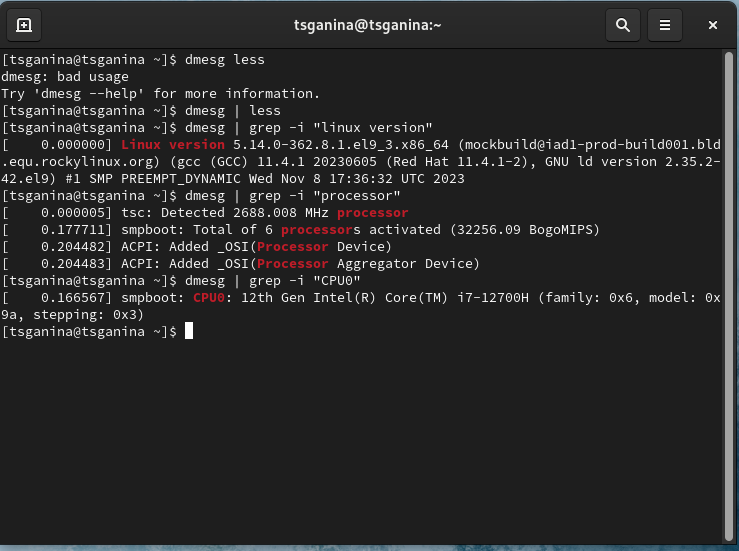 tsganina@tsganina:~
[tsganina@tsganina ~]$ dmesg less
dmesg: bad usage
Try 'dmesg --help' for more information.
[tsganina@tsganina ~]$ dmesg | less
[tsganina@tsganina ~]$ dmesg | grep -i "linux version"
[    0.000000] Linux version 5.14.0-362.8.1.el9_3.x86_64 (mockbuild@iad1-prod-build001.bld
.equ.rockylinux.org) (gcc (GCC) 11.4.1 20230605 (Red Hat 11.4.1-2), GNU ld version 2.35.2-
42.el9) #1 SMP PREEMPT_DYNAMIC Wed Nov 8 17:36:32 UTC 2023
[tsganina@tsganina ~]$ dmesg | grep -i "processor"
[    0.000005] tsc: Detected 2688.008 MHz processor
[    0.177711] smpboot: Total of 6 processors activated (32256.09 BogoMIPS)
[    0.204482] ACPI: Added _OSI(Processor Device)
[    0.204483] ACPI: Added _OSI(Processor Aggregator Device)
[tsganina@tsganina ~]$ dmesg | grep -i "CPU0"
[    0.166567] smpboot: CPU0: 12th Gen Intel(R) Core(TM) i7-12700H (family: 0x6, model: 0x
9a, stepping: 0x3)
[tsganina@tsganina ~]$